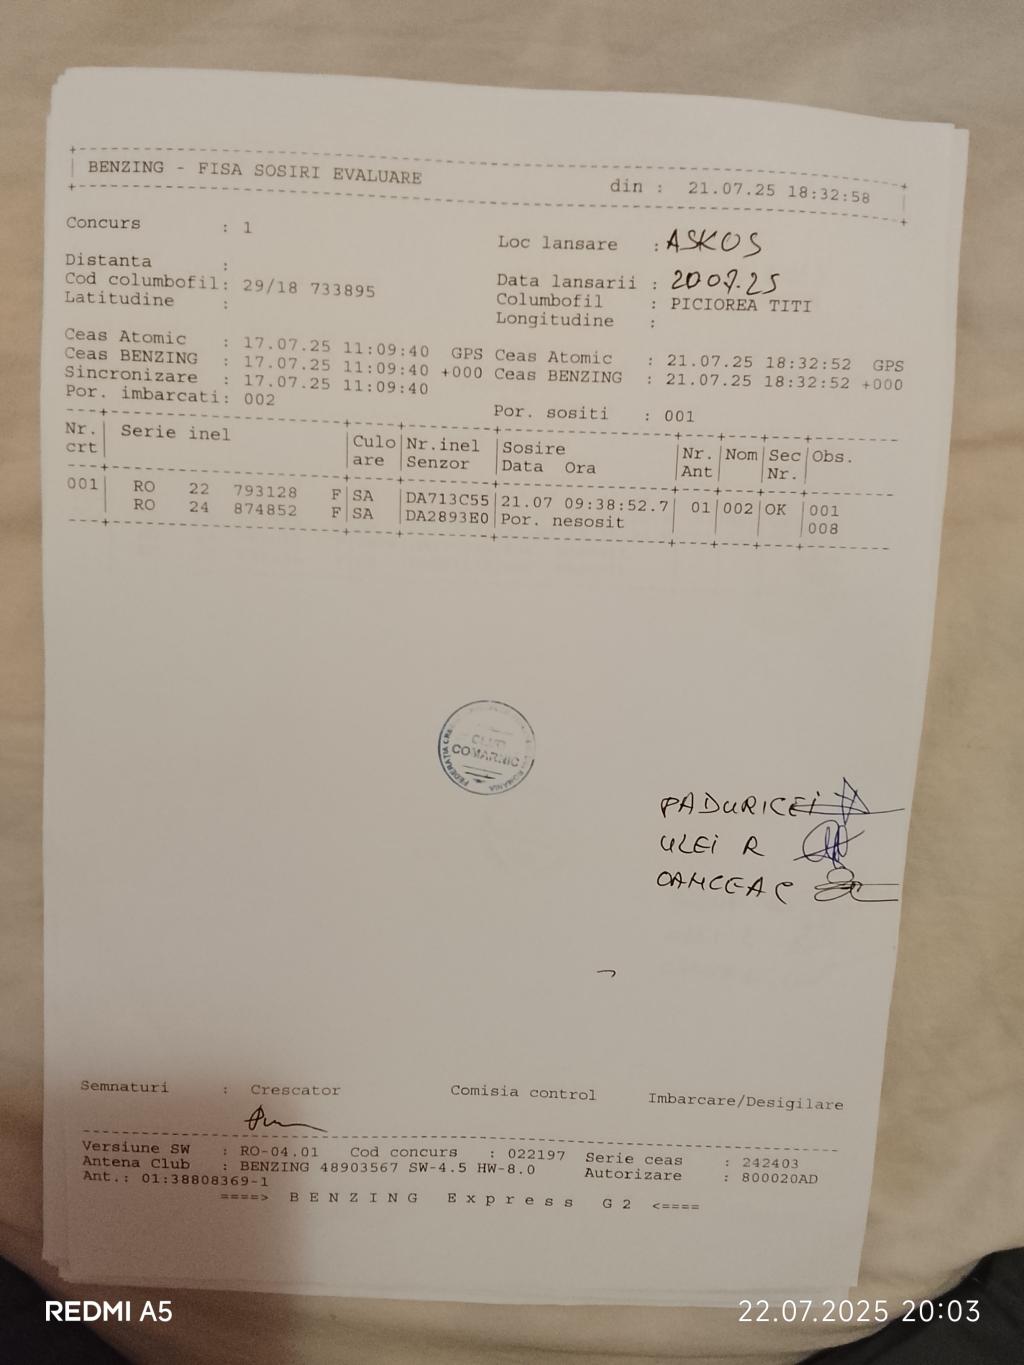 BENZING - FISA SOSIRI EVALUARE din : 21.07.25 18:32:58
Concurs : 1
Loc lansare : ASKOS
Distanta :
Data lansarii : 20 07.25
Cod columbofil: 29/18 733895
Columbofil : PICIOREA TITI
Latitudine :
Longitudine :
Ceas Atomic : 17.07.25 11:09:40 GPS Ceas Atomic : 21.07.25 18:32:52 GPS
Ceas BENZING : 17.07.25 11:09:40 +000 Ceas BENZING : 21.07.25 18:32:52 +000
Sincronizare : 17.07.25 11:09:40
Por. imbarcati: 002 Por. sositi : 001
Nr. Serie inel Culo Nr.inel Sosire Nr. Nom Sec Obs.
crt are Senzor Data Ora Ant Nr.
001 RO 22 793128 F SA DA713C55 21.07 09:38:52.7 01 002 OK 001
RO 24 874852 F SA DA2893E0 Por. nesosit 008
COMARNIC
PADURICEI
ULEI R
Semnaturi : Crescator Comisia control Imbarcare/Desigilare
Versiune SW : RO-04.01 Cod concurs : 022197 Serie ceas : 242403
Antena Club : BENZING 48903567 SW-4.5 HW-8.0 Autorizare : 800020AD
Ant.: 01:38808369-1
====> B E N Z I N G E x p r e s s G 2 <====
REDMI A5
22.07.2025 20:03